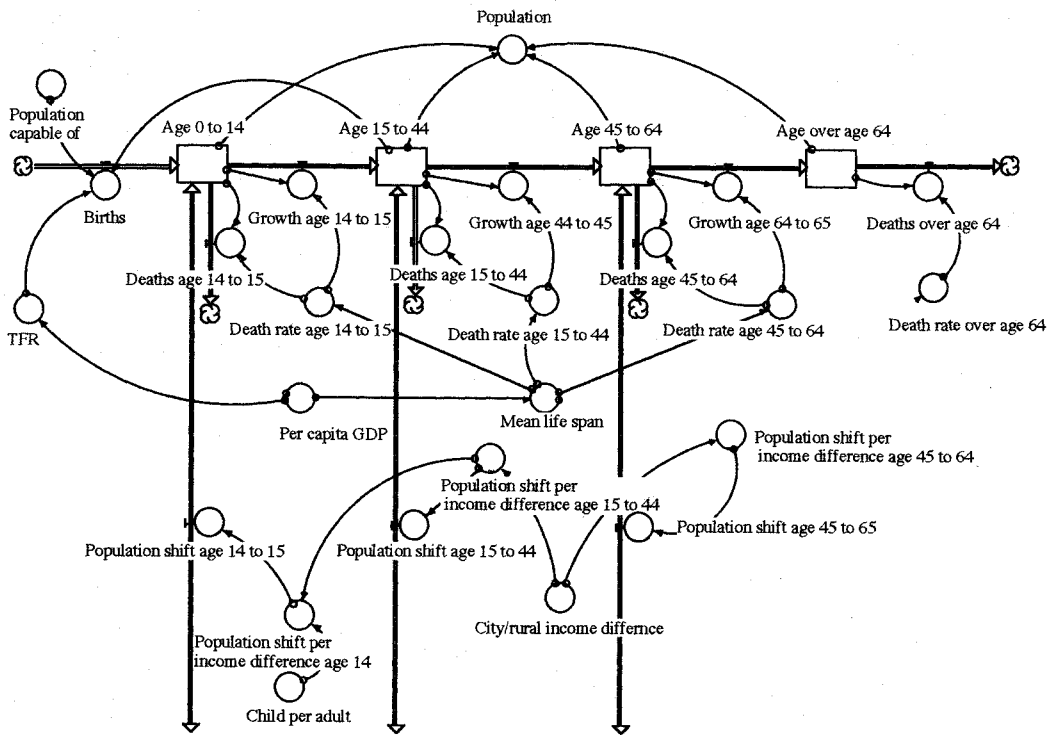 Population
Population
capable of
Age 0 to 14
Age 15 to 44
Age 45 to 64
Age over age 64
Births
Growth age 14 to 15
Growth age 44 to 45
Growth age 64 to 65
Deaths over 64
Deaths age 14 to 15
Deaths age 15 to 44
Deaths age 45 to 64
TFR
Death rate age 14 to 15
Death rate age 15 to 44
Death rate age 45 to 64
Death rate over age 64
Per capita GDP
Mean life span
Population shift per
income difference age 45 to 64
Population shift per
income difference age 15 to 44
Population shift age 14 to 15
Population shift age 15 to 44
Population shift age 45 to 65
City/rural income differnce
Population shift per
income difference age 14
Child per adult